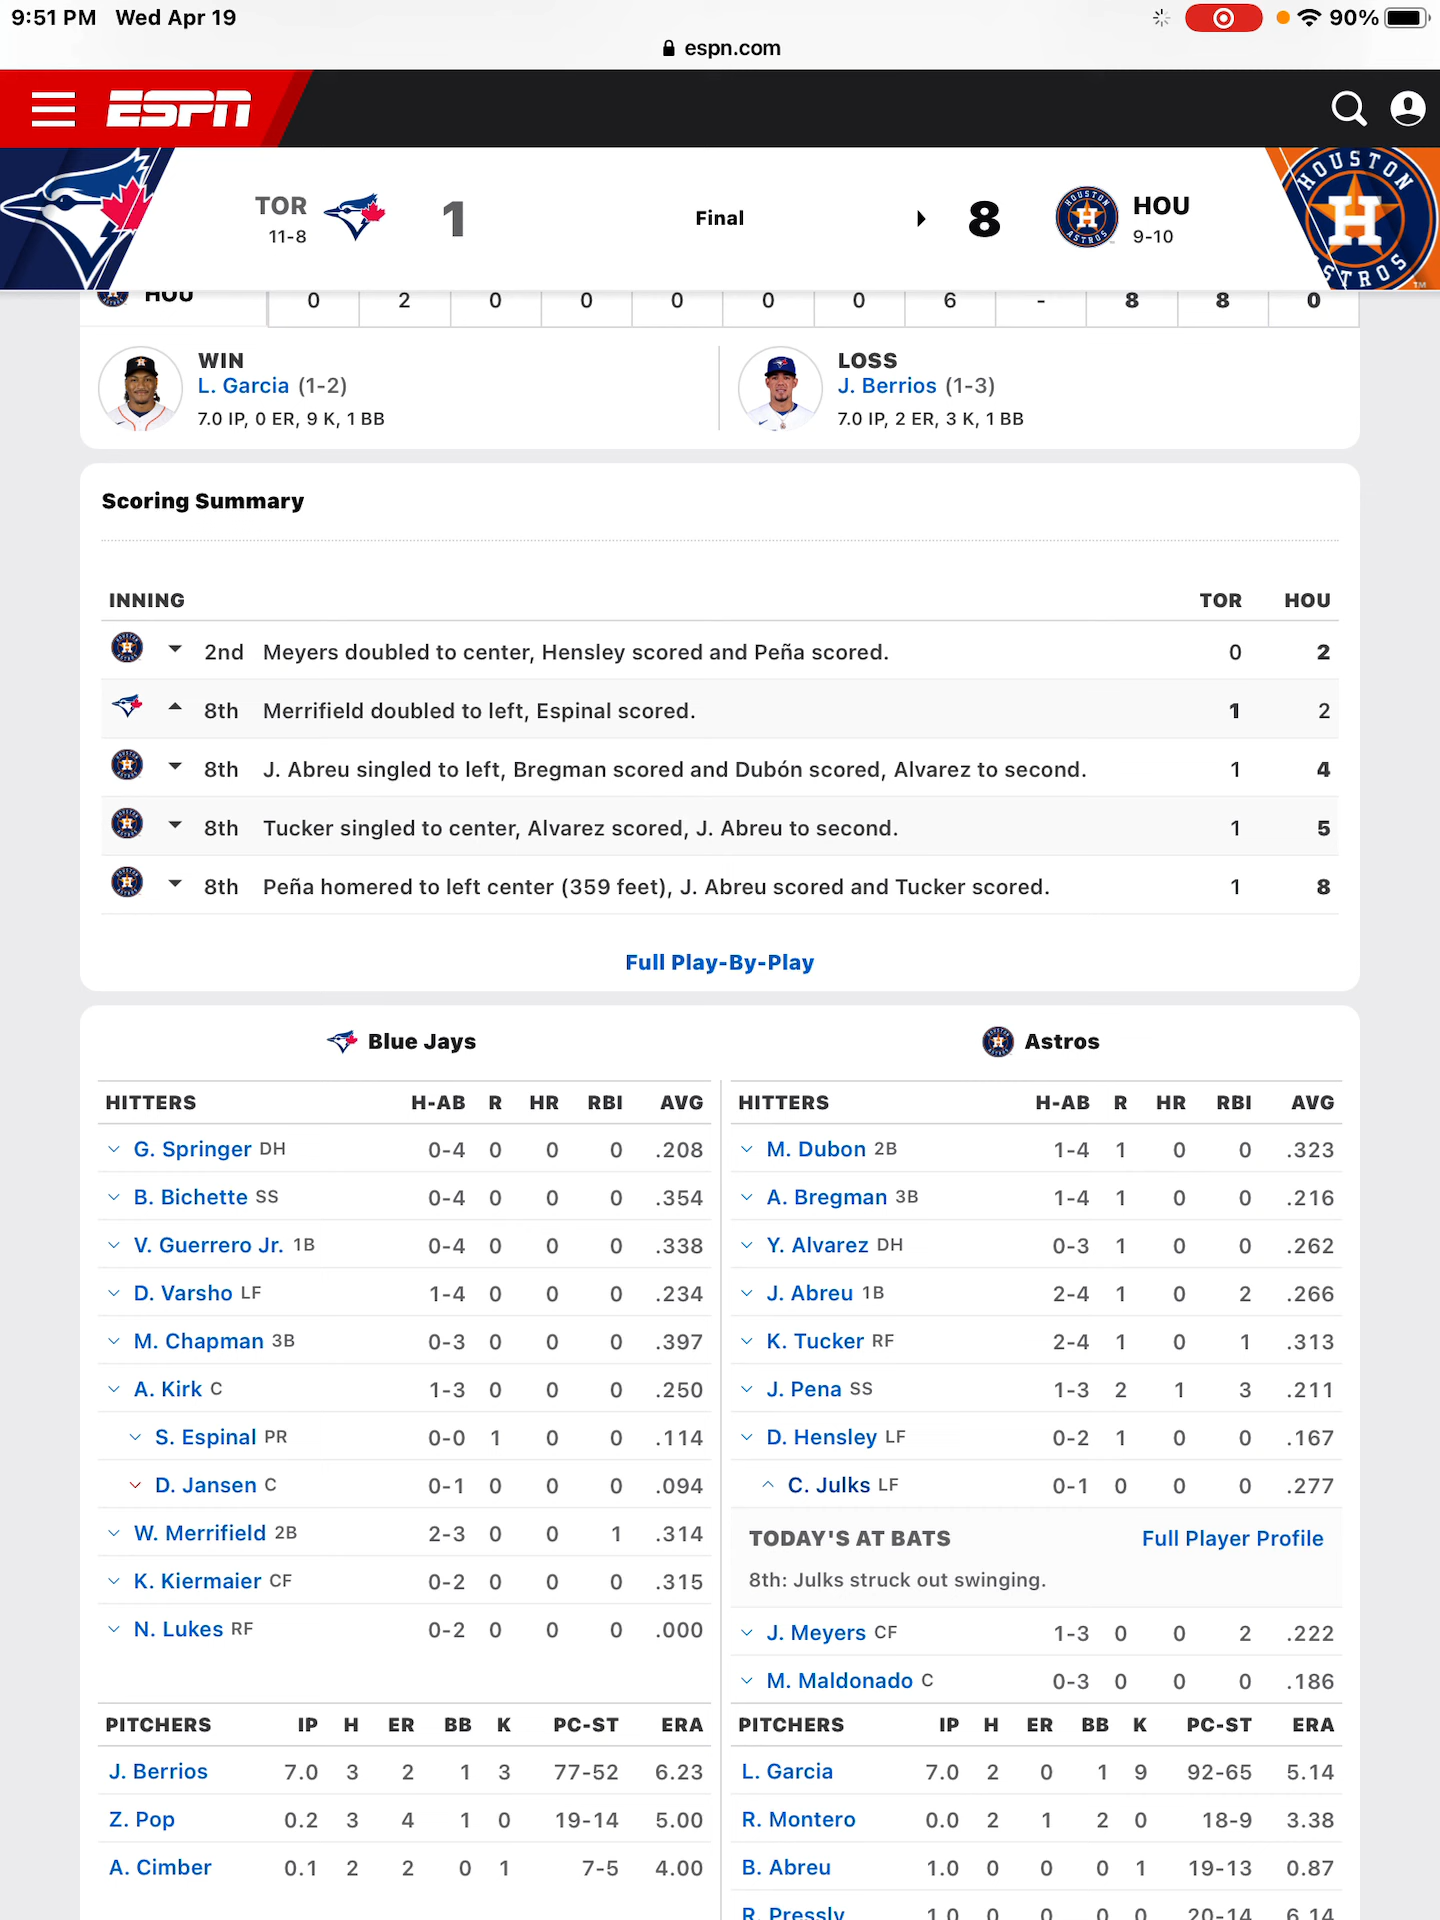 9:51 PM Wed Apr 19 90%
espn.com
ESPN
TOR 1 Final 8 HOU
11-8 9-10
HOUSTON ASTROS
HOU 0 2 0 0 0 0 0 6 - 8 8 0
WIN
L. Garcia (1-2)
7.0 IP, 0 ER, 9 K, 1 BB
LOSS
J. Berrios (1-3)
7.0 IP, 2 ER, 3 K, 1 BB
Scoring Summary
INNING TOR HOU
2nd Meyers doubled to center, Hensley scored and Peña scored. 0 2
8th Merrifield doubled to left, Espinal scored. 1 2
8th J. Abreu singled to left, Bregman scored and Dubón scored, Alvarez to second. 1 4
8th Tucker singled to center, Alvarez scored, J. Abreu to second. 1 5
8th Peña homered to left center (359 feet), J. Abreu scored and Tucker scored. 1 8
Full Play-By-Play
Blue Jays
HITTERS H-AB R HR RBI AVG
G. Springer DH 0-4 0 0 0 .208
B. Bichette SS 0-4 0 0 0 .354
V. Guerrero Jr. 1B 0-4 0 0 0 .338
D. Varsho LF 1-4 0 0 0 .234
M. Chapman 3B 0-3 0 0 0 .397
A. Kirk C 1-3 0 0 0 .250
S. Espinal PR 0-0 1 0 0 .114
D. Jansen C 0-1 0 0 0 .094
W. Merrifield 2B 2-3 0 0 1 .314
K. Kiermaier CF 0-2 0 0 0 .315
N. Lukes RF 0-2 0 0 0 .000
PITCHERS IP H ER BB K PC-ST ERA
J. Berrios 7.0 3 2 1 3 77-52 6.23
Z. Pop 0.2 3 4 1 0 19-14 5.00
A. Cimber 0.1 2 2 0 1 7-5 4.00
Astros
HITTERS H-AB R HR RBI AVG
M. Dubon 2B 1-4 1 0 0 .323
A. Bregman 3B 1-4 1 0 0 .216
Y. Alvarez DH 0-3 1 0 0 .262
J. Abreu 1B 2-4 1 0 2 .266
K. Tucker RF 2-4 1 0 1 .313
J. Pena SS 1-3 2 1 3 .211
D. Hensley LF 0-2 1 0 0 .167
C. Julks LF 0-1 0 0 0 .277
TODAY'S AT BATS Full Player Profile
8th: Julks struck out swinging.
J. Meyers CF 1-3 0 0 2 .222
M. Maldonado C 0-3 0 0 0 .186
PITCHERS IP H ER BB K PC-ST ERA
L. Garcia 7.0 2 0 1 9 92-65 5.14
R. Montero 0.0 2 1 2 0 18-9 3.38
B. Abreu 1.0 0 0 0 1 19-13 0.87
R. Pressly 1.0 0 0 0 0 20-14 6.14